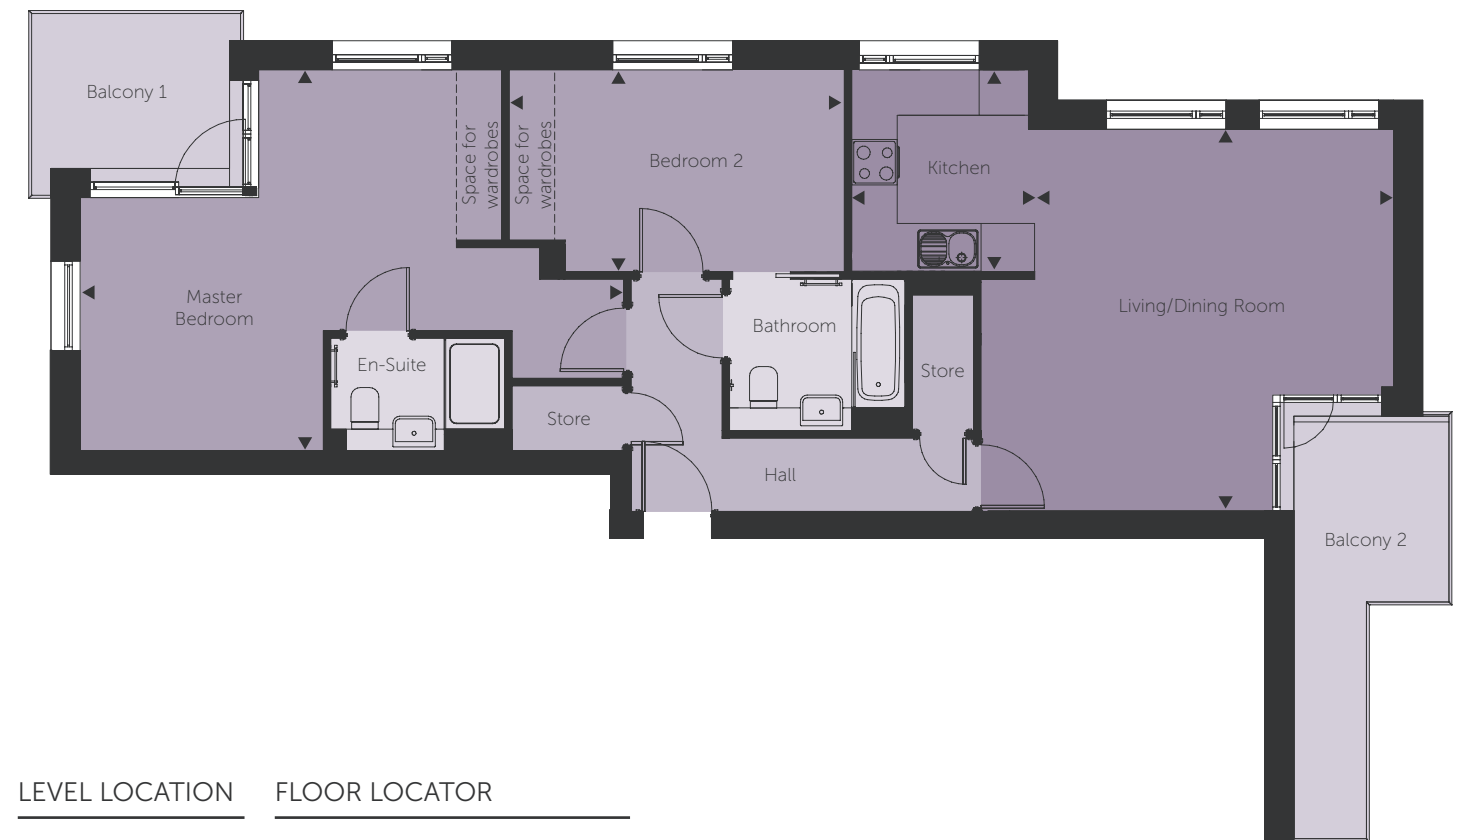 Balcony 1
Space for
wardrobes
Space for
wardrobes
Bedroom 2
Kitchen
Master
Bedroom
Living/Dining Room
Bathroom
En-Suite
Store
Store
Hall
Balcony 2
LEVEL LOCATION
FLOOR LOCATOR